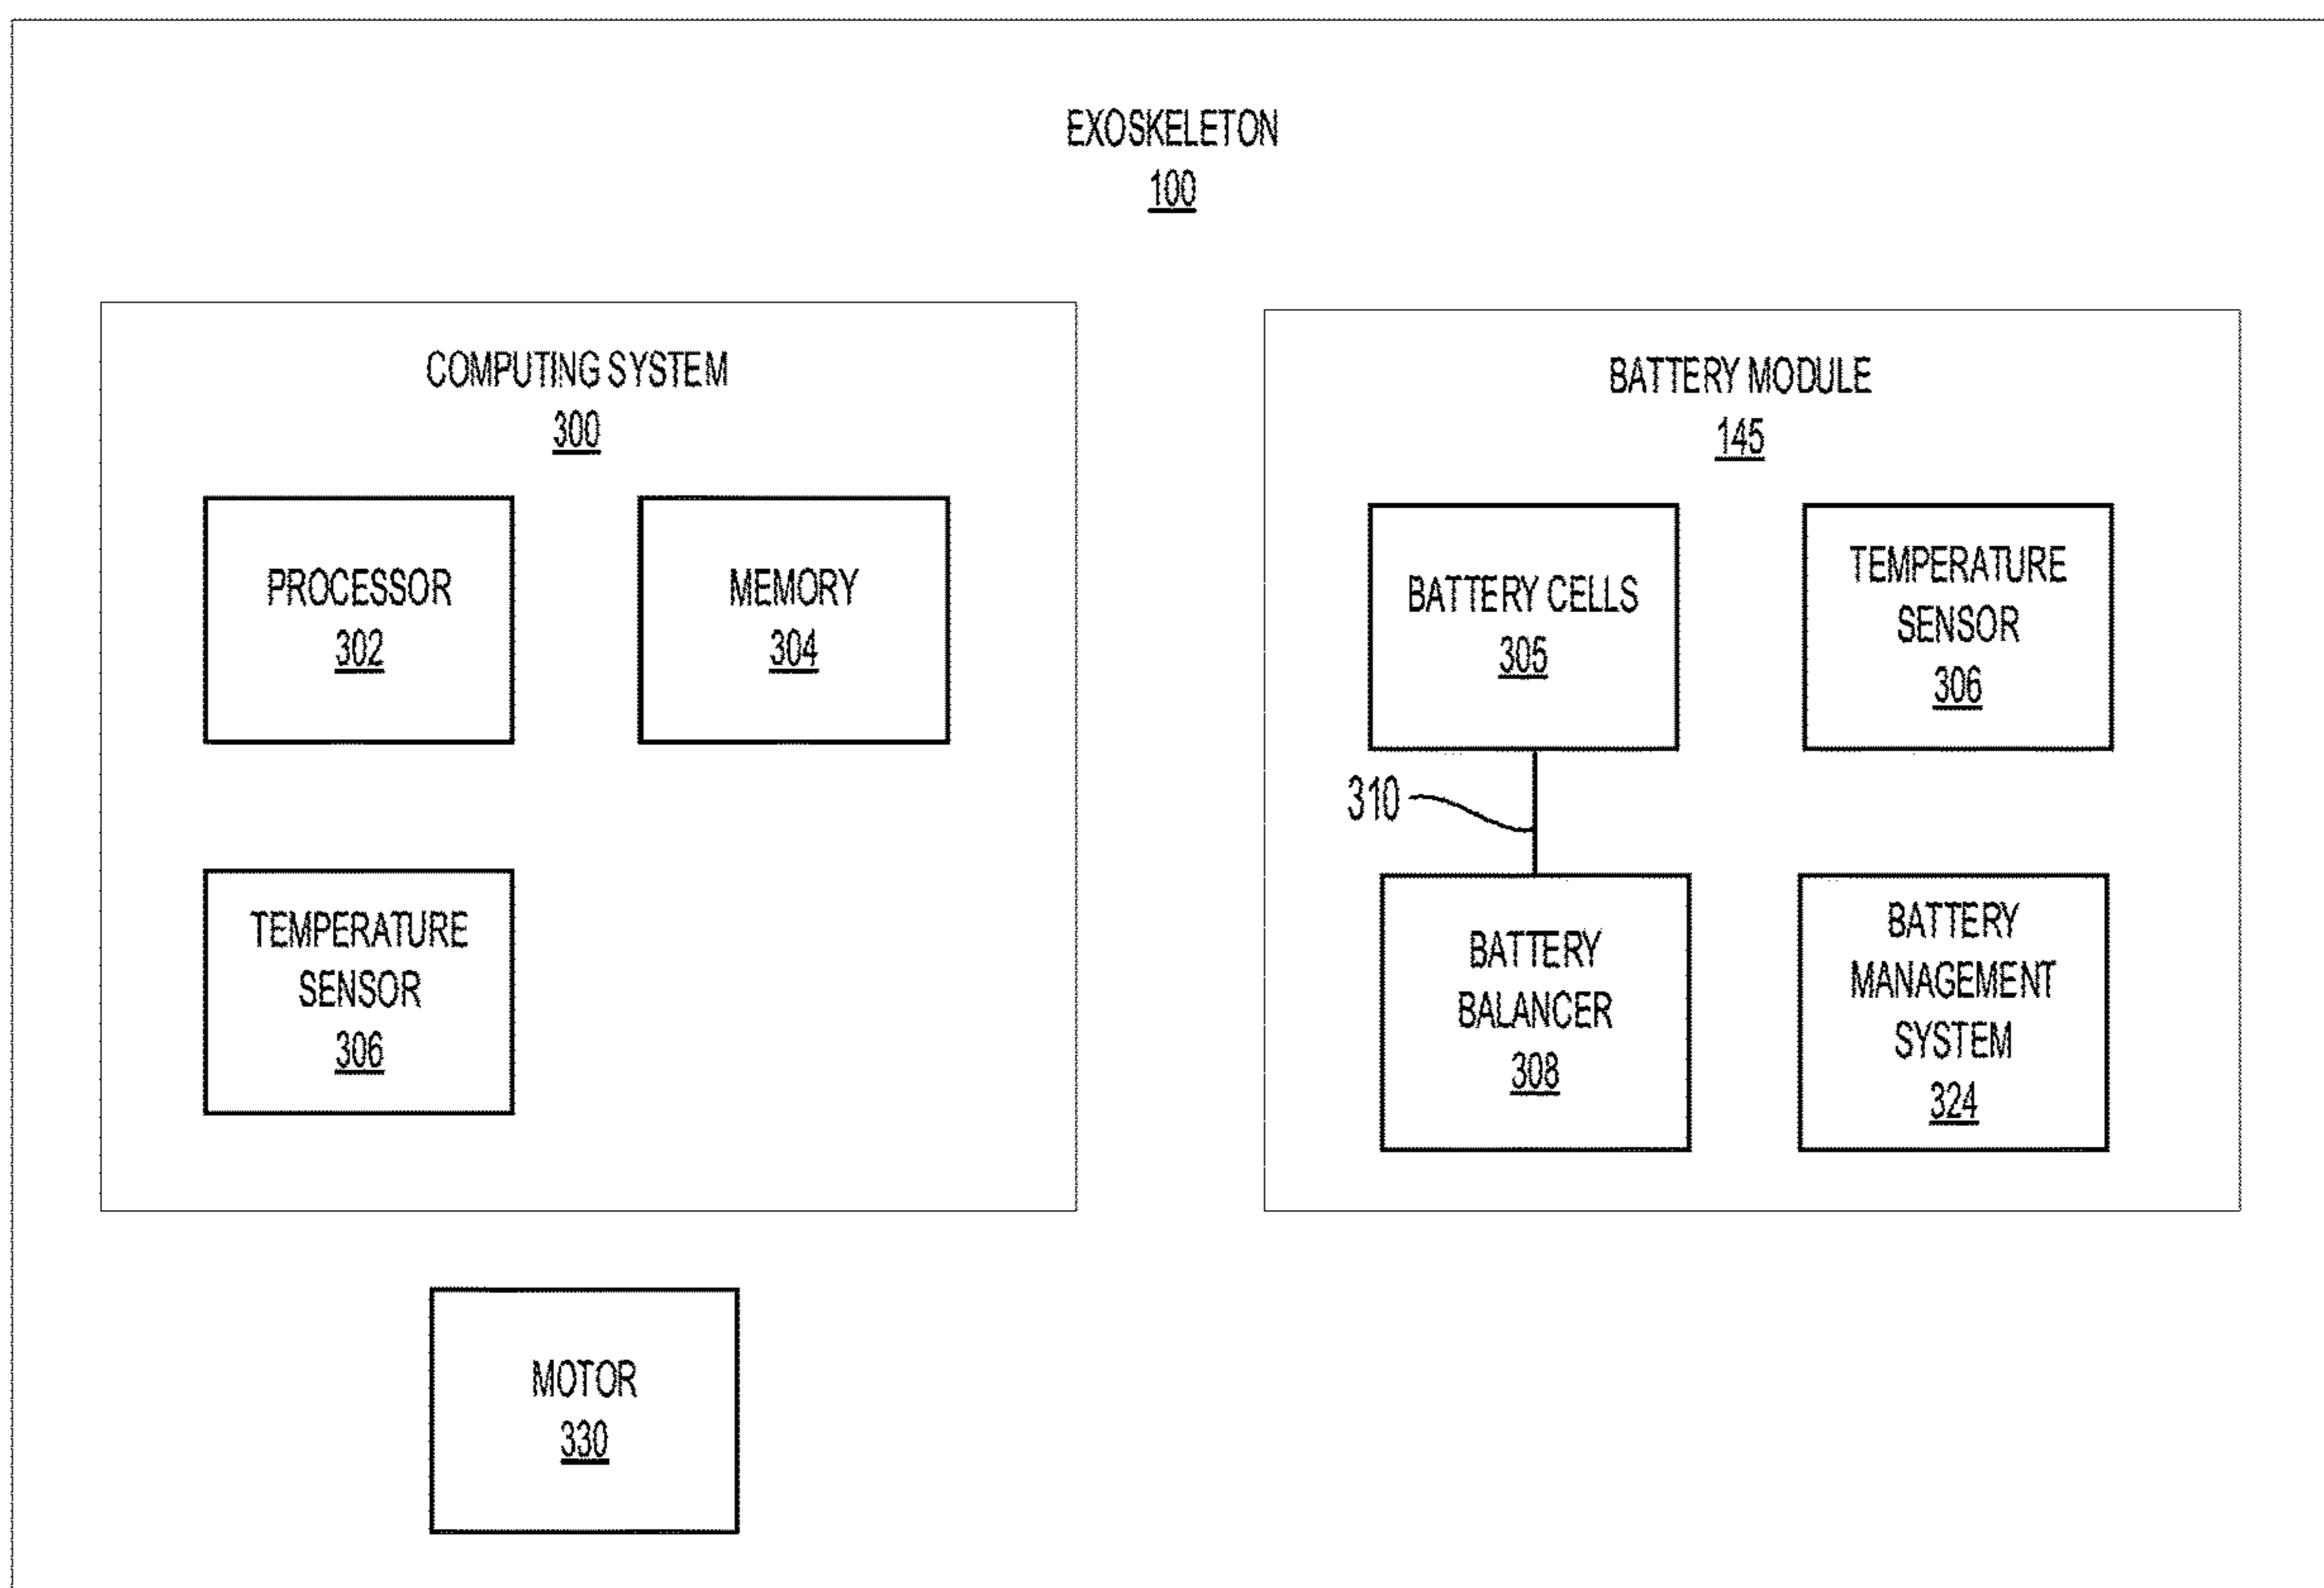 EXOSKELETON
100
COMPUTING SYSTEM
300
PROCESSOR
302
MEMORY
304
TEMPERATURE
SENSOR
306
BATTERY MODULE
145
BATTERY CELLS
305
TEMPERATURE
SENSOR
306
310
BATTERY
BALANCER
308
BATTERY
MANAGEMENT
SYSTEM
324
MOTOR
330